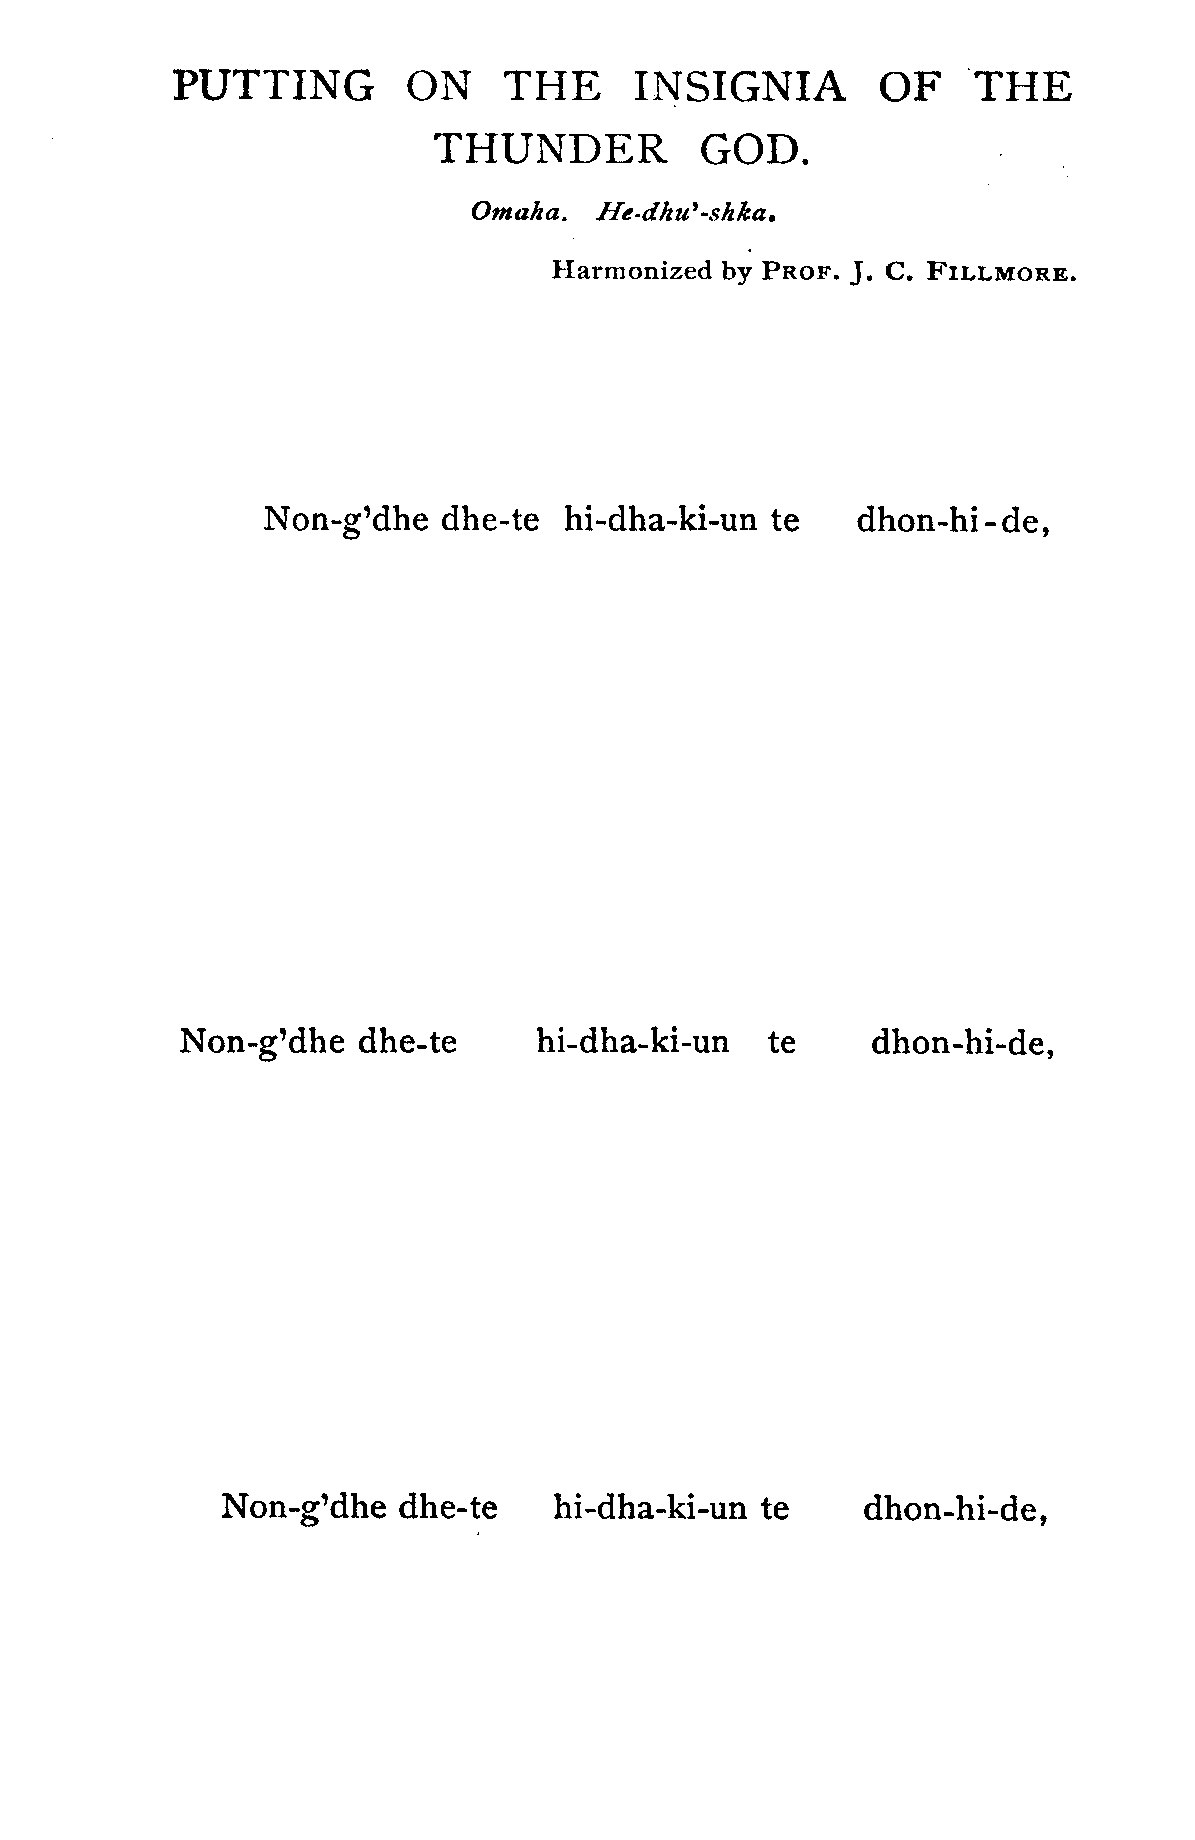 PUTTING ON THE INSIGNIA OF THE
THUNDER GOD.
Omaha. He-dhu'-shka.
Harmonized by PROF. J. C. FILLMORE.
Non-g'dhe dhe-te hi-dha-ki-un te dhon-hi-de,
Non-g'dhe dhe-te hi-dha-ki-un te dhon-hi-de,
Non-g'dhe dhe-te hi-dha-ki-un te dhon-hi-de,